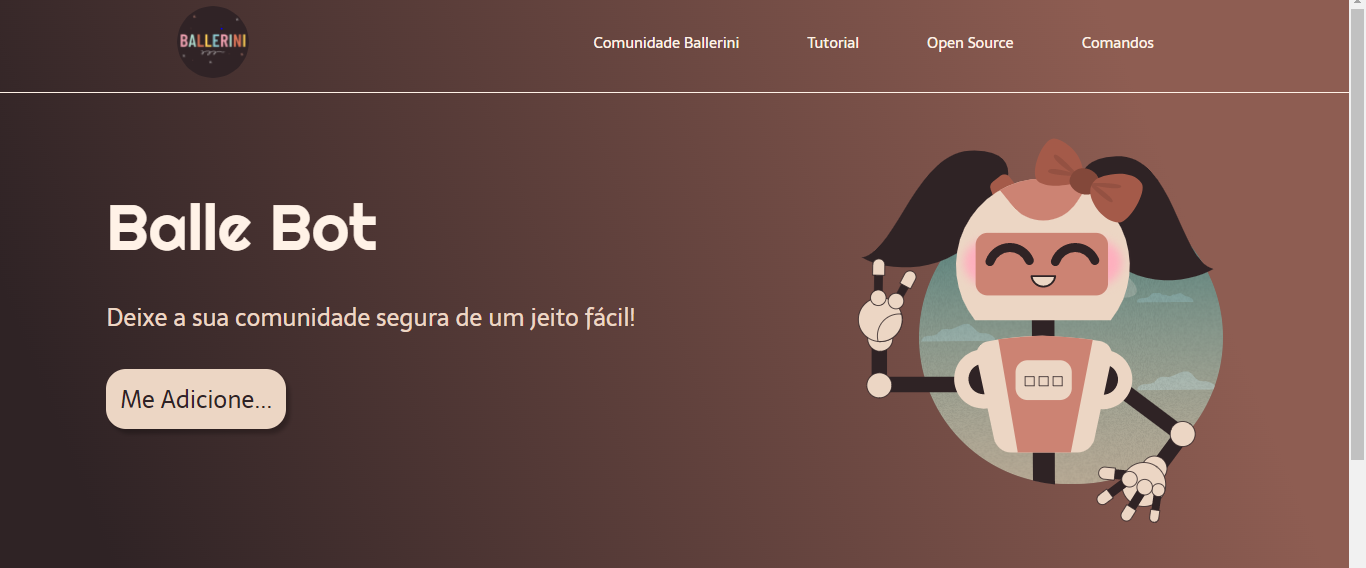 BALLERINI
Comunidade Ballerini Tutorial Open Source Comandos
Balle Bot
Deixe a sua comunidade segura de um jeito fácil!
Me Adicione...